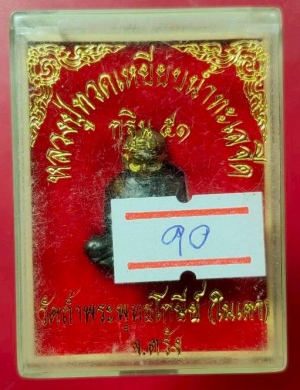 หลวงปู่ทวดเหยียบน้ำทะเลจืด
กริ่ง ๕๑
๙๐
วัดถ้ำพระพุทธโกษีย์ (ในเตา)
จ.ตรัง